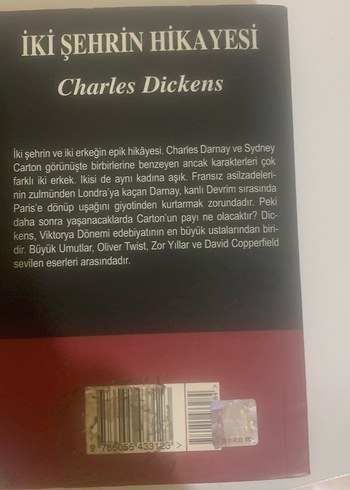 İKİ ŞEHRİN HİKAYESİ
Charles Dickens
İki şehrin ve iki erkeğin epik hikâyesi. Charles Darnay ve Sydney
Carton görünüşte birbirlerine benzeyen ancak karakterleri çok
farklı iki erkek. Ikisi de aynı kadına aşık. Fransız asilzadeleri-
nin zulmünden Londra'ya kaçan Darnay, kanlı Devrim sırasında
Paris'e dönüp uşağını giyotinden kurtarmak zorundadır. Peki
daha sonra yaşanacaklarda Carton'un payı ne olacaktır? Dic-
kens, Viktorya Dönemi edebiyatının en büyük ustalarından biri-
dir. Büyük Umutlar, Oliver Twist, Zor Yıllar ve David Copperfield
sevilen eserleri arasındadır.